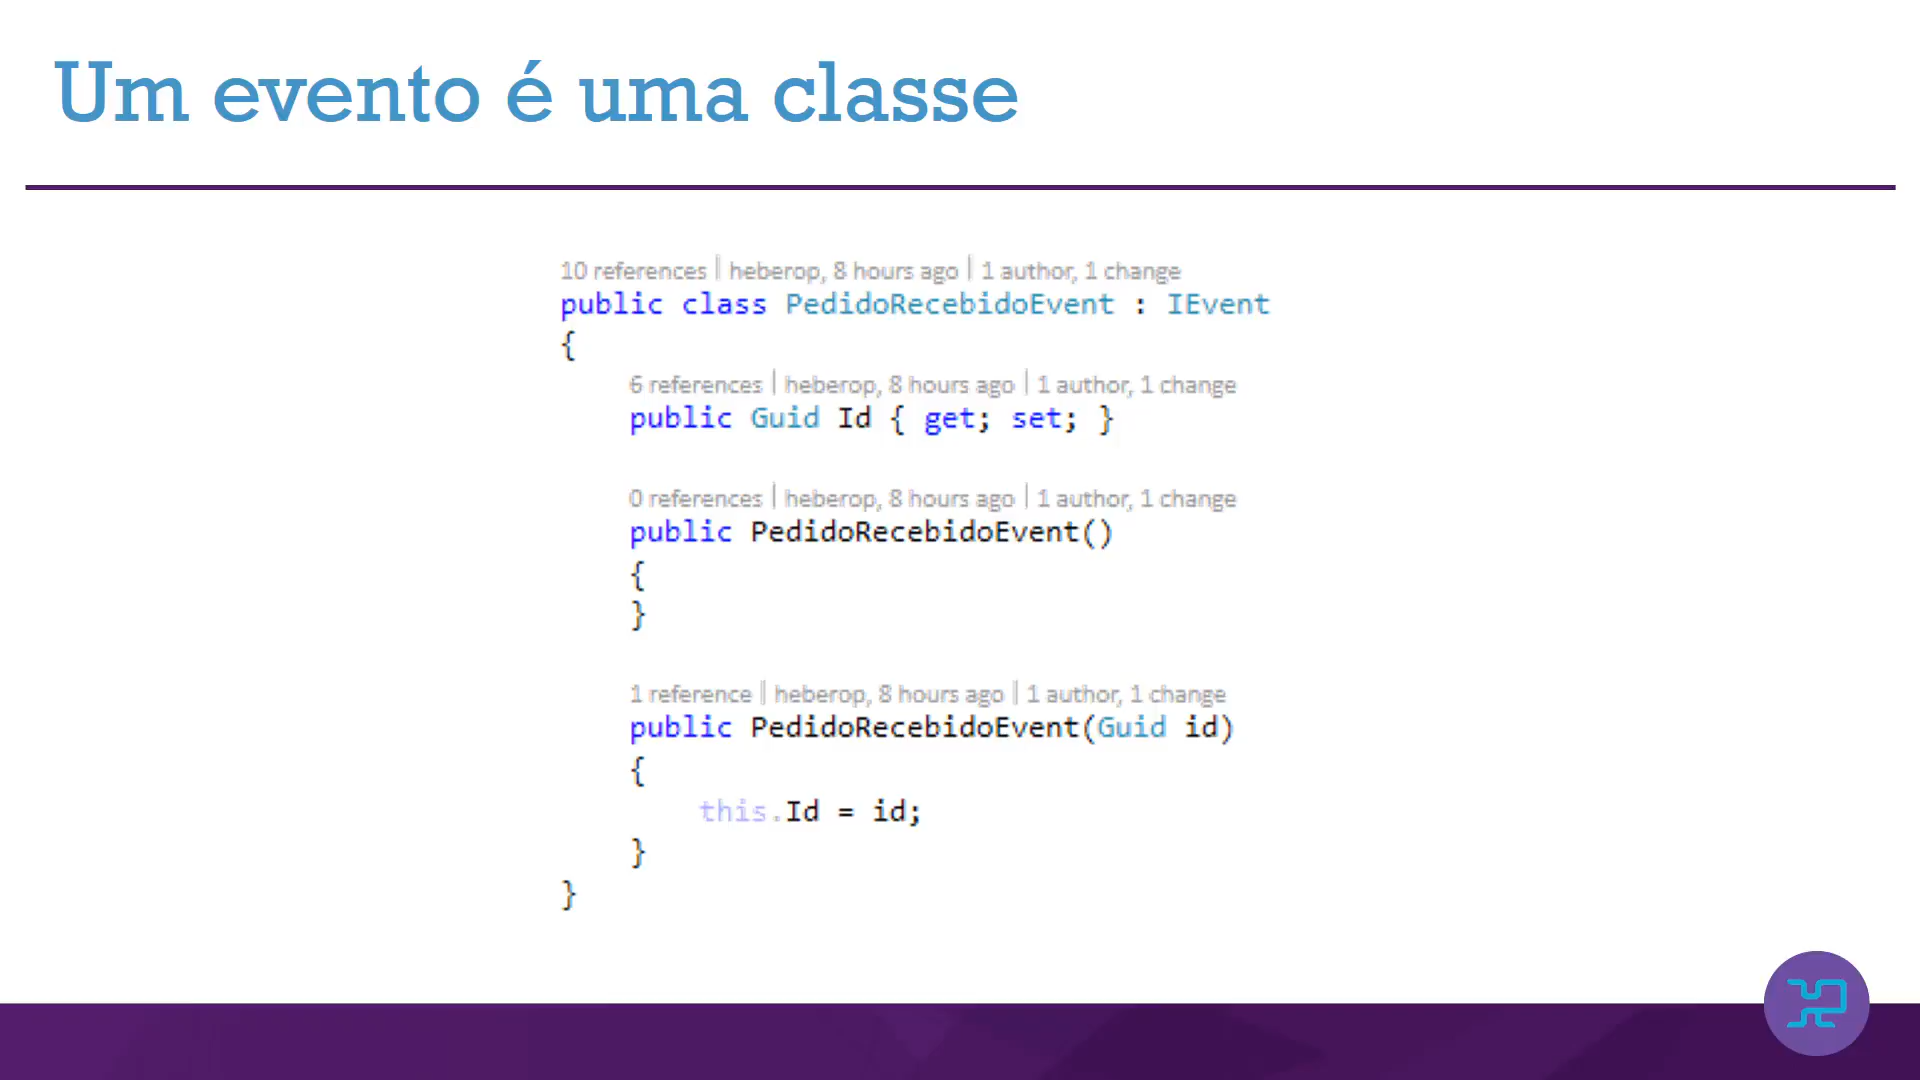 Um evento é uma classe
10 references | heberop, 8 hours ago | 1 author, 1 change
public class PedidoRecebidoEvent : IEvent
{
6 references | heberop, 8 hours ago | 1 author, 1 change
public Guid Id { get; set; }
0 references | heberop, 8 hours ago | 1 author, 1 change
public PedidoRecebidoEvent()
{
}
1 reference | heberop, 8 hours ago | 1 author, 1 change
public PedidoRecebidoEvent(Guid id)
{
this.Id = id;
}
}